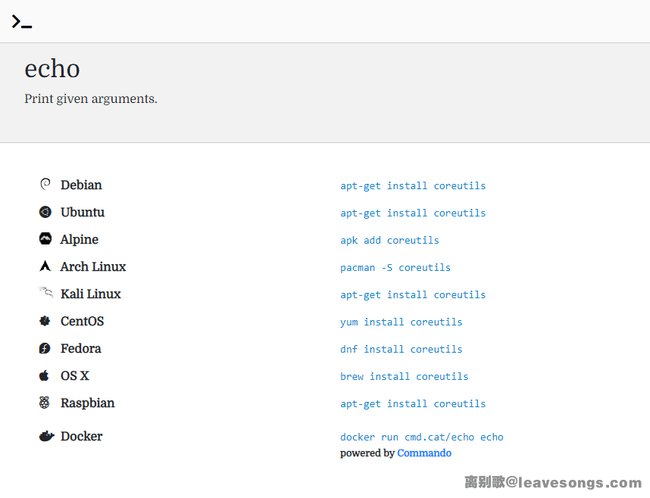 echo
Print given arguments.
Debian apt-get install coreutils
Ubuntu apt-get install coreutils
Alpine apk add coreutils
Arch Linux pacman -S coreutils
Kali Linux apt-get install coreutils
CentOS yum install coreutils
Fedora dnf install coreutils
OS X brew install coreutils
Raspbian apt-get install coreutils
Docker docker run cmd.cat/echo echo
powered by Commando
离别歌@leavesongs.com